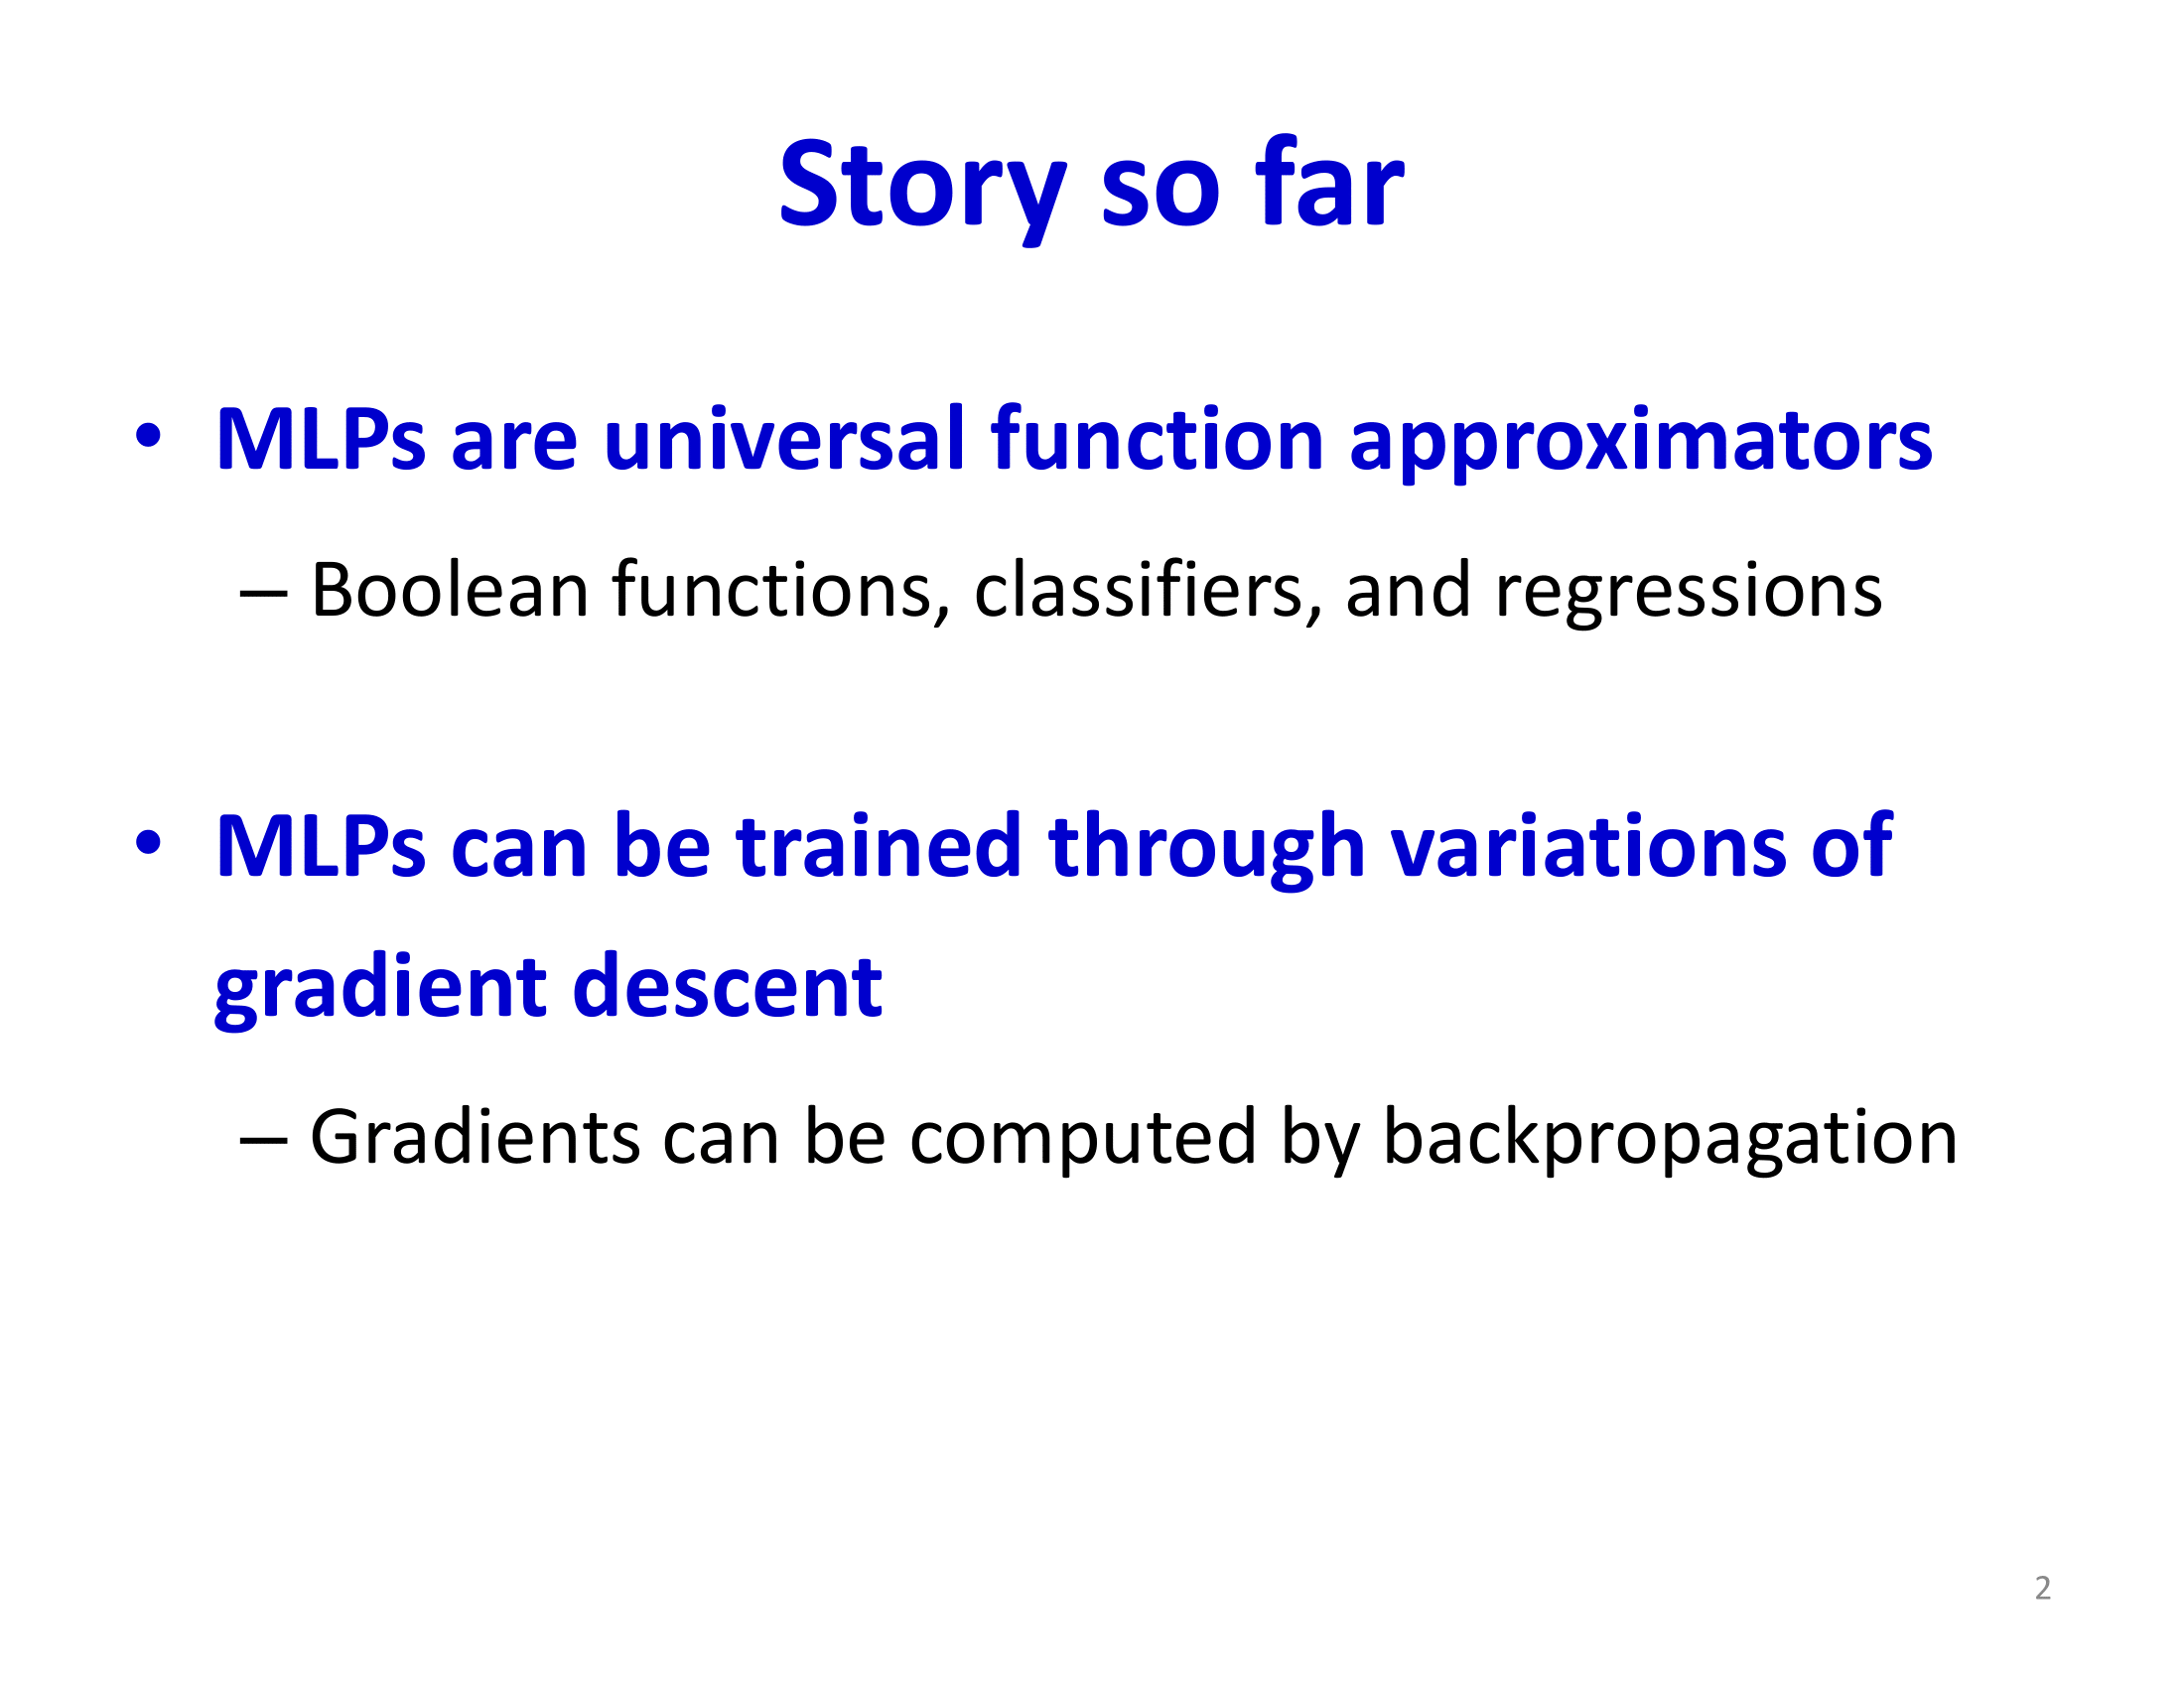 Story so far
• MLPs are universal function approximators
– Boolean functions, classifiers, and regressions
• MLPs can be trained through variations of
gradient descent
– Gradients can be computed by backpropagation
2